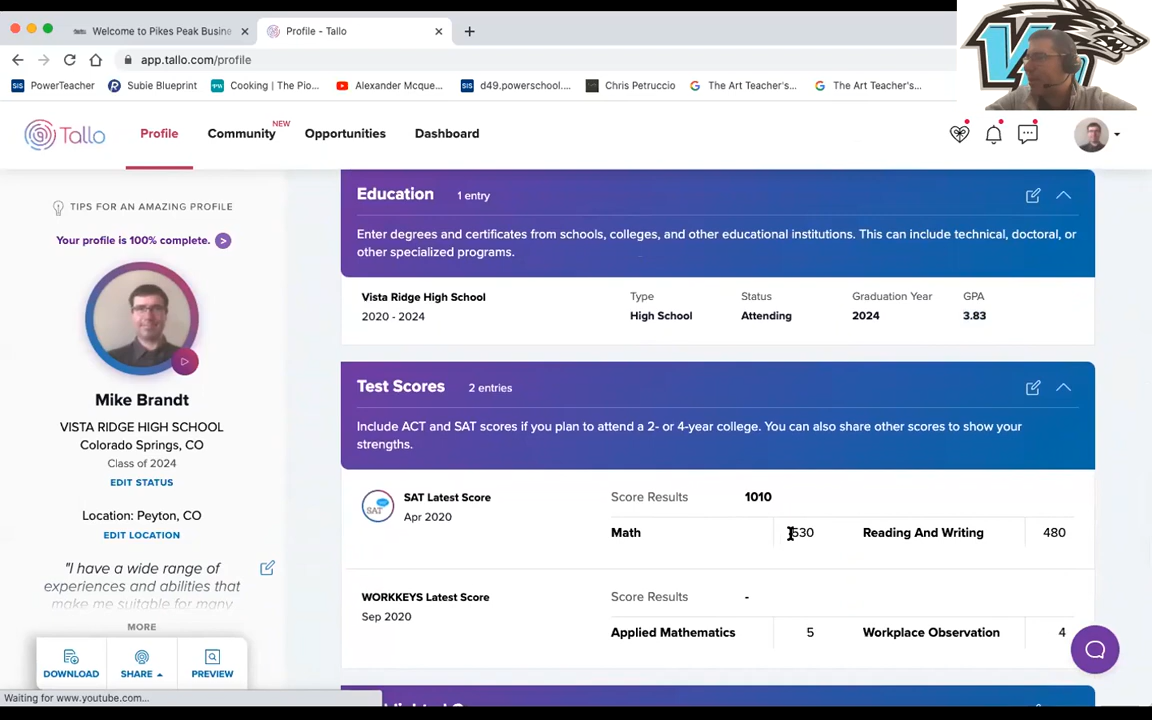 Welcome to Pikes Peak Busine
Profile - Tallo
app.tallo.com/profile
PowerTeacher
Subie Blueprint
Cooking | The Pio...
Alexander Mcque...
d49.powerschool....
Chris Petruccio
The Art Teacher's...
The Art Teacher's...
Tallo
Profile
Community NEW
Opportunities
Dashboard
TIPS FOR AN AMAZING PROFILE
Your profile is 100% complete.
Mike Brandt
VISTA RIDGE HIGH SCHOOL
Colorado Springs, CO
Class of 2024
EDIT STATUS
Location: Peyton, CO
EDIT LOCATION
"I have a wide range of
experiences and abilities that
make me suitable for many
MORE
DOWNLOAD
SHARE
PREVIEW
Waiting for www.youtube.com...
Education 1 entry
Enter degrees and certificates from schools, colleges, and other educational institutions. This can include technical, doctoral, or
other specialized programs.
Vista Ridge High School Type Status Graduation Year GPA
2020 - 2024 High School Attending 2024 3.83
Test Scores 2 entries
Include ACT and SAT scores if you plan to attend a 2- or 4-year college. You can also share other scores to show your
strengths.
SAT
SAT Latest Score Score Results 1010
Apr 2020
Math 530 Reading And Writing 480
WORKKEYS Latest Score Score Results -
Sep 2020
Applied Mathematics 5 Workplace Observation 4